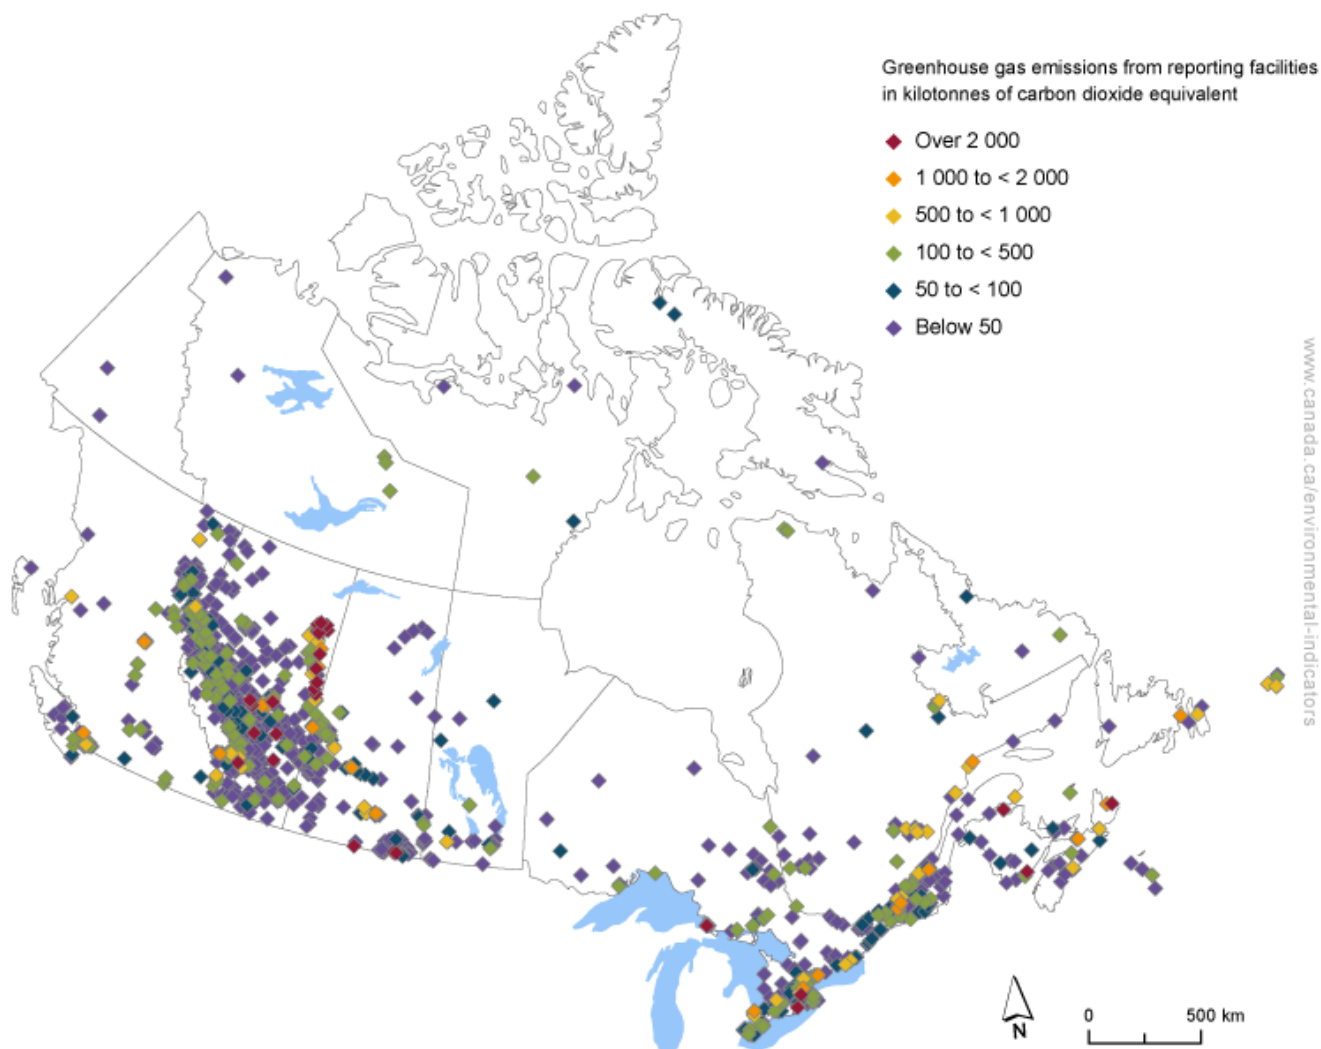 Greenhouse gas emissions from reporting facilities
in kilotonnes of carbon dioxide equivalent
Over 2 000
1 000 to < 2 000
500 to < 1 000
100 to < 500
50 to < 100
Below 50
www.canada.ca/environmental-indicators
N
0 500 km